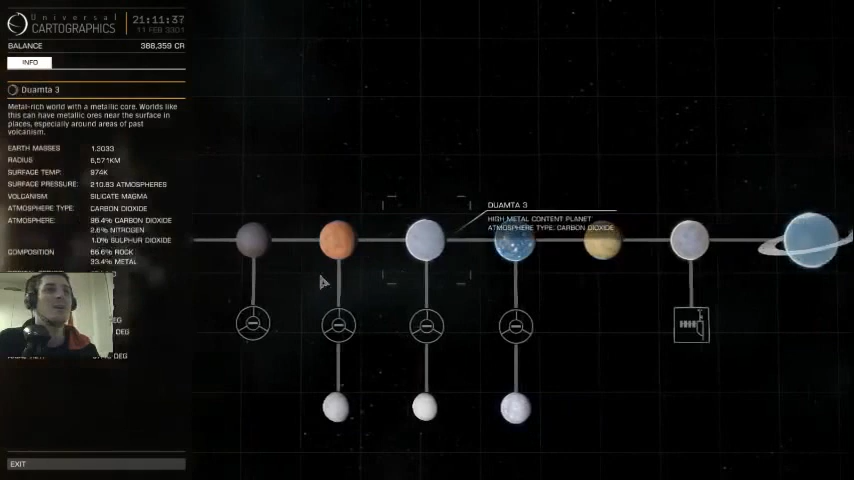 Universal
CARTOGRAPHICS
21:11:37
11 FEB 3301
BALANCE 388,359 CR
INFO
Duamta 3
Metal-rich world with a metallic core. Worlds like
this can have metallic ores near the surface in
places, especially around areas of past
volcanism.
EARTH MASSES 1.3033
RADIUS 6,571KM
SURFACE TEMP: 974K
SURFACE PRESSURE: 210.83 ATMOSPHERES
VOLCANISM SILICATE MAGMA
ATMOSPHERE TYPE: CARBON DIOXIDE
ATMOSPHERE: 96.4% CARBON DIOXIDE
2.6% NITROGEN
1.0% SULPHUR DIOXIDE
COMPOSITION 66.6% ROCK
33.4% METAL
DEG
DEG
DEG
EXIT
DUAMTA 3
HIGH METAL CONTENT PLANET
ATMOSPHERE TYPE: CARBON DIOXIDE